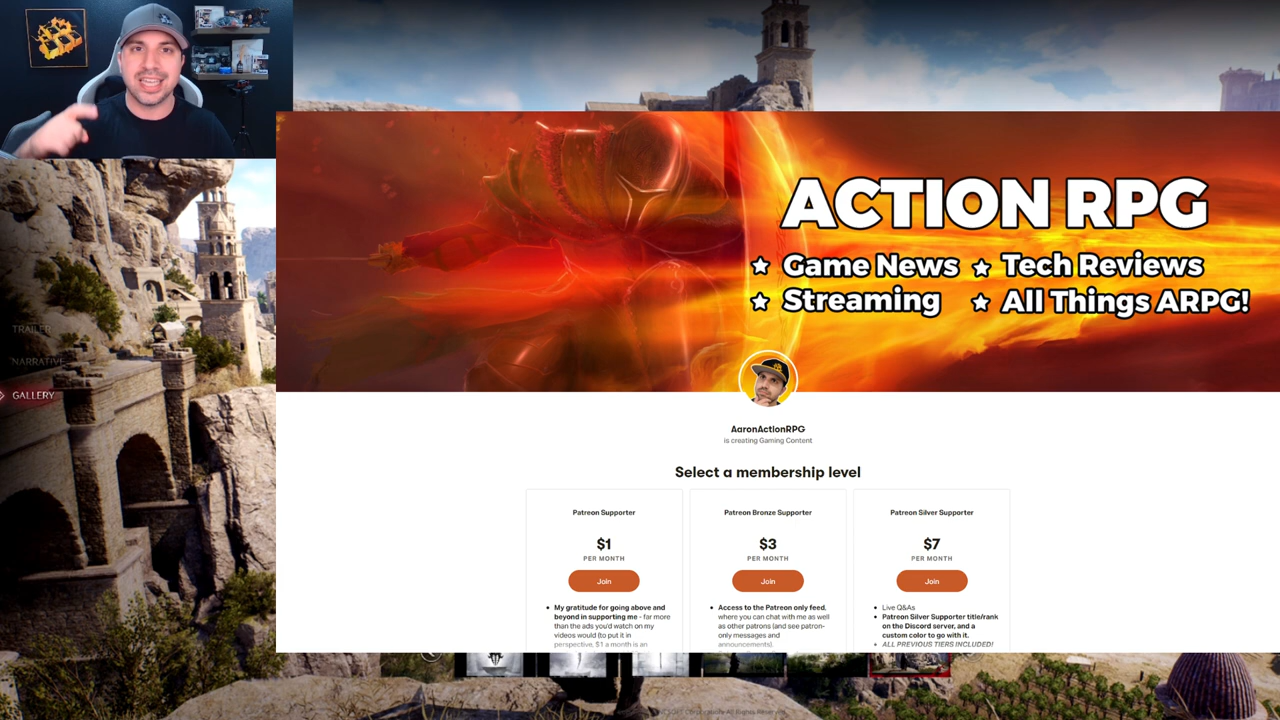 ACTION RPG
Game News
Tech Reviews
Streaming
All Things ARPG!
TRAILER
NARRATIVE
GALLERY
AaronActionRPG
is creating Gaming Content
Select a membership level
Patreon Supporter
$1
PER MONTH
Join
My gratitude for going above and
beyond in supporting me - far more
than the ads you'd watch on my
videos would (to put it in
perspective, $1 a month is an
Patreon Bronze Supporter
$3
PER MONTH
Join
Access to the Patreon only feed,
where you can chat with me as well
as other patrons (and see patron-
only messages and
announcements).
Patreon Silver Supporter
$7
PER MONTH
Join
Live Q&As
Patreon Silver Supporter title/rank
on the Discord server, and a
custom color to go with it.
ALL PREVIOUS TIERS INCLUDED!
Corporation. All Rights Reserved.